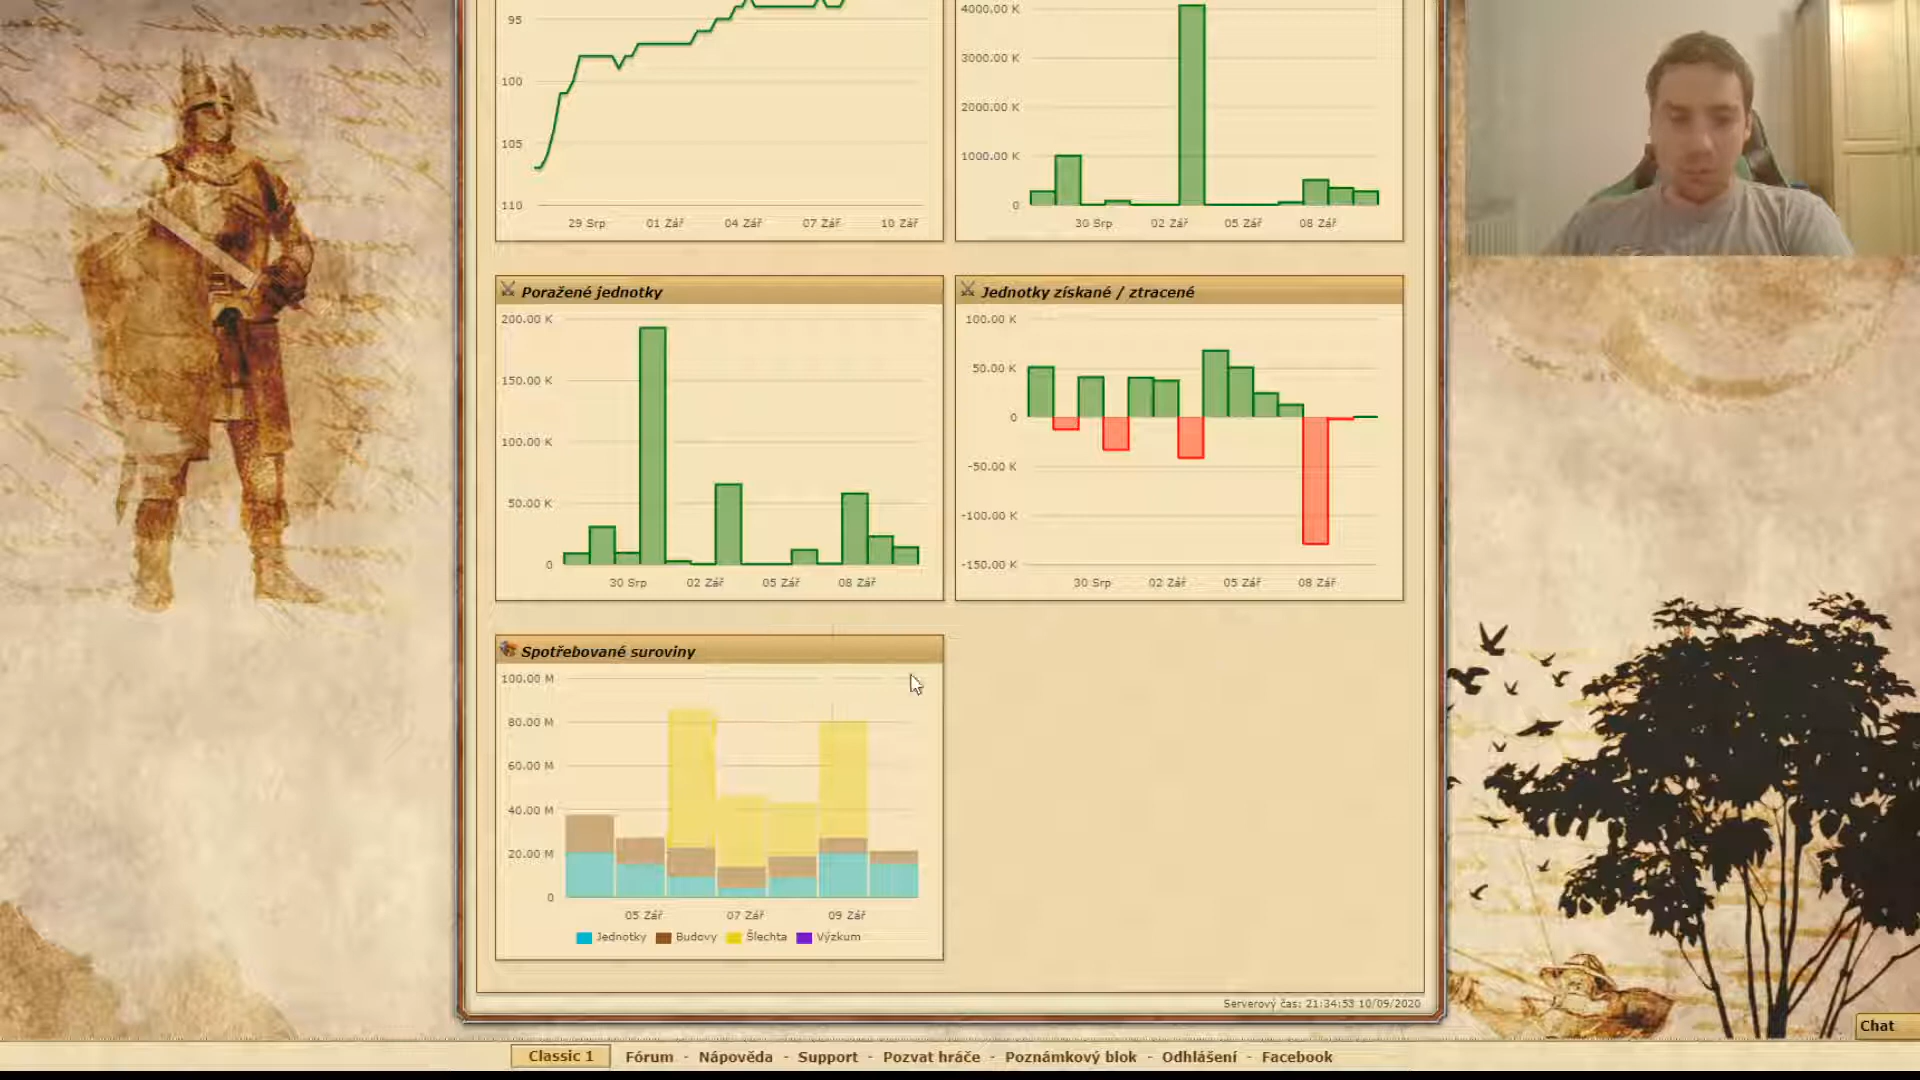 95
100
105
110
29 Srp 01 Zář 04 Zář 07 Zář 10 Zář
4000.00 K
3000.00 K
2000.00 K
1000.00 K
0
30 Srp 02 Zář 05 Zář 08 Zář
Poražené jednotky
200.00 K
150.00 K
100.00 K
50.00 K
0
30 Srp 02 Zář 05 Zář 08 Zář
Jednotky získané / ztracené
100.00 K
50.00 K
0
-50.00 K
-100.00 K
-150.00 K
30 Srp 02 Zář 05 Zář 08 Zář
Spotřebované suroviny
100.00 M
80.00 M
60.00 M
40.00 M
20.00 M
0
05 Zář 07 Zář 09 Zář
Jednotky Budovy Šlechta Výzkum
Serverový čas: 21:34:53 10/09/2020
Chat
Classic 1 Fórum - Nápověda - Support - Pozvat hráče - Poznámkový blok - Odhlášení - Facebook